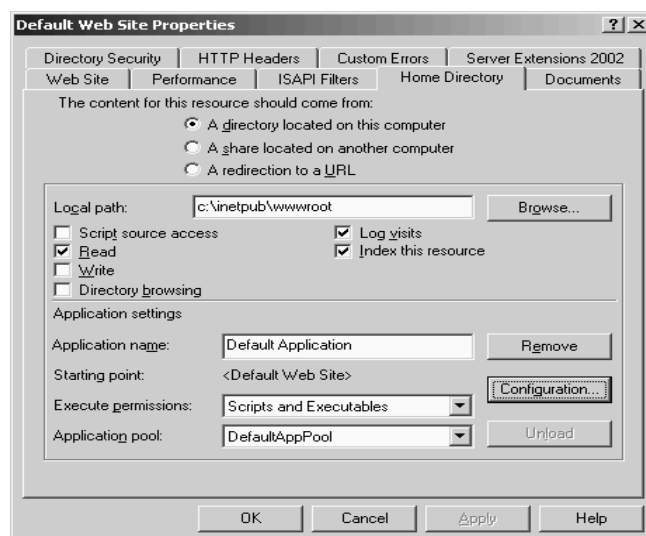 Default Web Site Properties
Directory Security HTTP Headers Custom Errors Server Extensions 2002
Web Site Performance ISAPI Filters Home Directory Documents
The content for this resource should come from:
A directory located on this computer
A share located on another computer
A redirection to a URL
Local path: c:\inetpub\wwwroot Browse...
Script source access Log visits
Read Index this resource
Write
Directory browsing
Application settings
Application name: Default Application Remove
Starting point: <Default Web Site>
Configuration...
Execute permissions: Scripts and Executables
Application pool: DefaultAppPool Unload
OK Cancel Apply Help